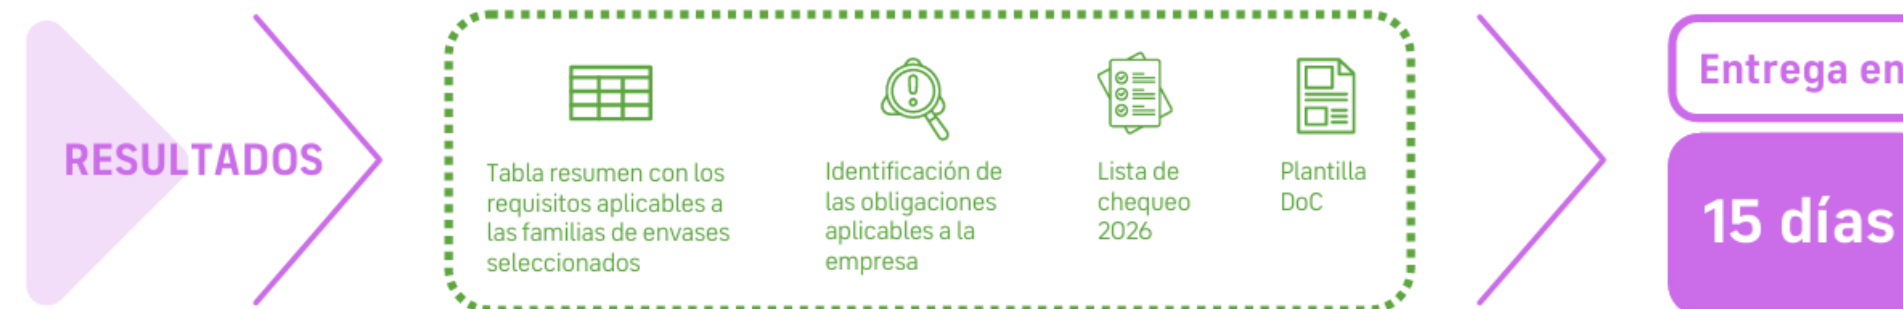 RESULTADOS
Tabla resumen con los
requisitos aplicables a
las familias de envases
seleccionados
Identificación de
las obligaciones
aplicables a la
empresa
Lista de
chequeo
2026
Plantilla
DoC
Entrega en
15 días